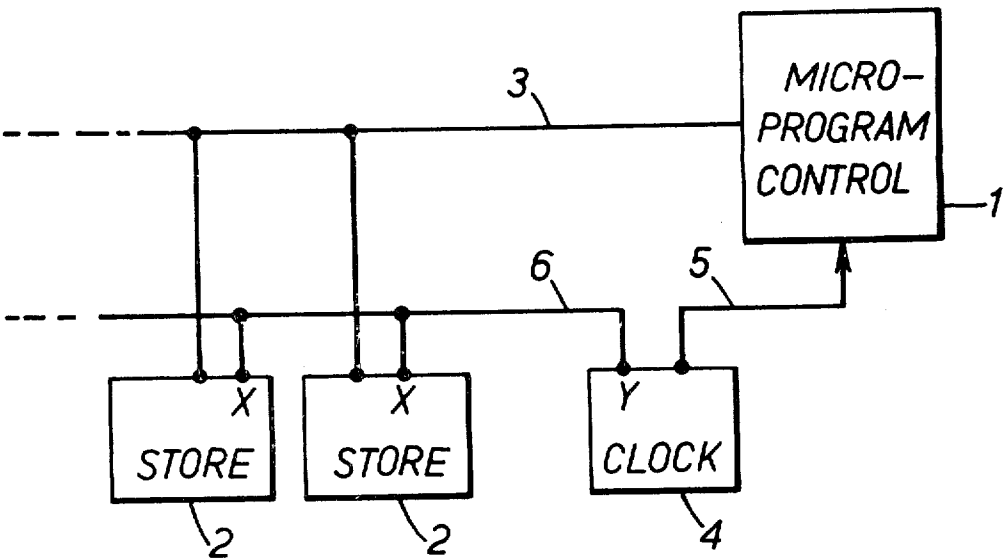 3
MICRO-
PROGRAM
CONTROL
1
6
5
X
X
Y
STORE
STORE
CLOCK
2
2
4